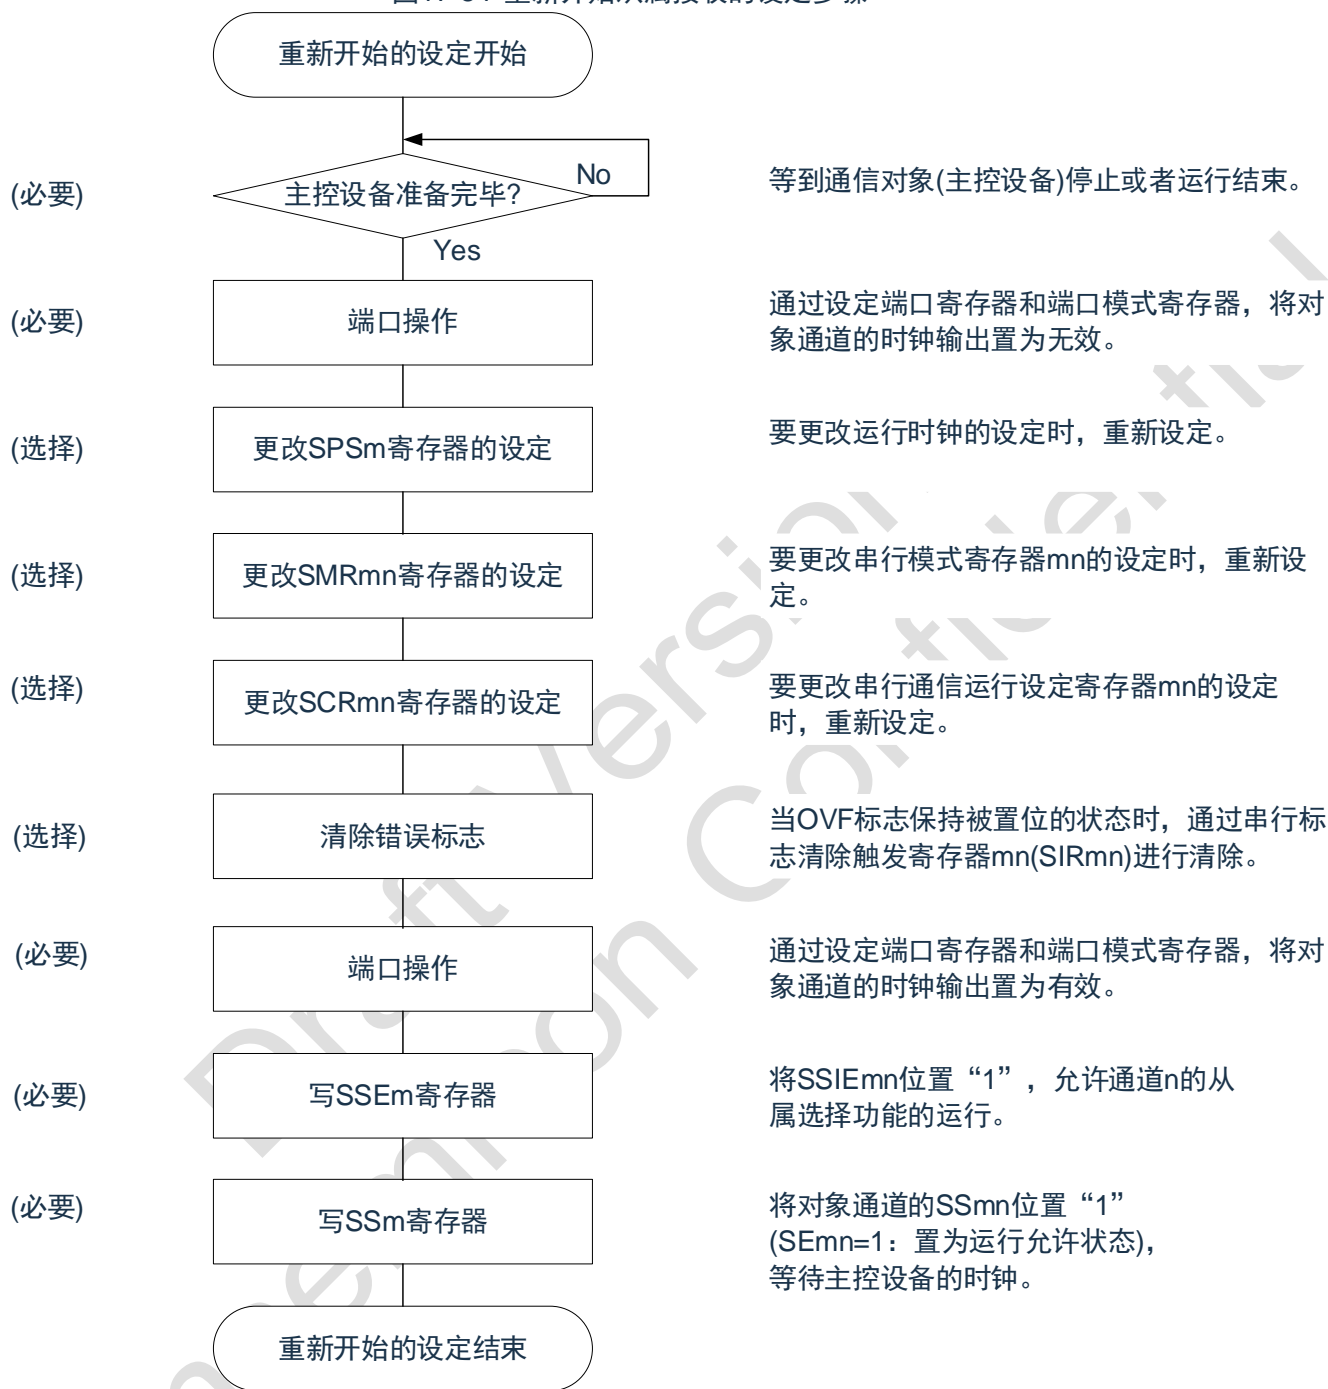 重新开始的设定开始
(必要)
主控设备准备完毕?
No
等到通信对象(主控设备)停止或者运行结束。
Yes
(必要)
端口操作
通过设定端口寄存器和端口模式寄存器，将对
象通道的时钟输出置为无效。
(选择)
更改SPSm寄存器的设定
要更改运行时钟的设定时，重新设定。
(选择)
更改SMRmn寄存器的设定
要更改串行模式寄存器mn的设定时，重新设
定。
(选择)
更改SCRmn寄存器的设定
要更改串行通信运行设定寄存器mn的设定
时，重新设定。
(选择)
清除错误标志
当OVF标志保持被置位的状态时，通过串行标
志清除触发寄存器mn(SIRmn)进行清除。
(必要)
端口操作
通过设定端口寄存器和端口模式寄存器，将对
象通道的时钟输出置为有效。
(必要)
写SSEm寄存器
将SSIEmn位置“1”，允许通道n的从
属选择功能的运行。
(必要)
写SSm寄存器
将对象通道的SSmn位置“1”
(SEmn=1：置为运行允许状态)，
等待主控设备的时钟。
重新开始的设定结束
Draft Version